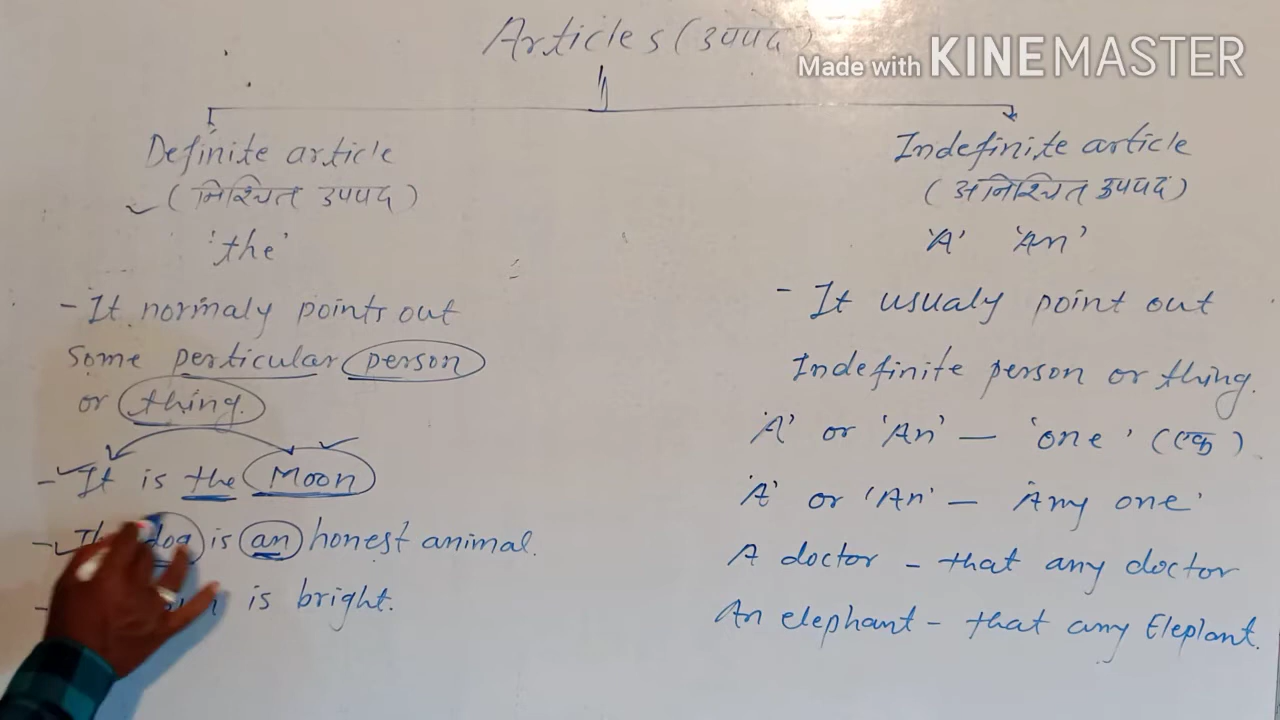 Articles (उपपद)
Made with KINEMASTER
Definite article
(निश्चित उपपद)
'the'
- It normaly points out
some perticular person
or thing.
- It is the Moon
- dog is an honest animal.
- is bright.
Indefinite article
(अनिश्चित उपपद)
'A' 'An'
- It usualy point out
Indefinite person or thing.
'A' or 'An' — 'one' (एक)
'A' or 'An' — Any one'
A doctor - that any doctor
An elephant - that any Eleplant.